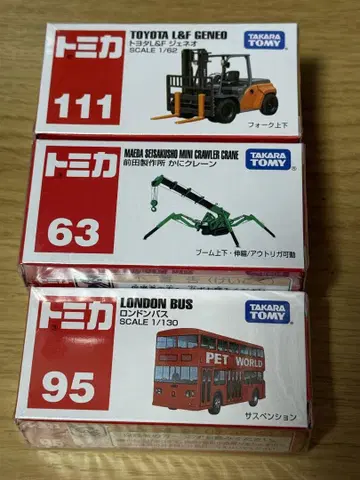 トミカ
111
TOYOTA L&F GENEO
トヨタL&F ジェネオ
SCALE 1/62
TAKARA
TOMY
フォーク上下
トミカ
63
MAEDA SEISAKUSHO MINI CRAWLER CRANE
前田製作所 かにクレーン
TAKARA
TOMY
ブーム上下・伸縮/アウトリガ可動
トミカ
95
LONDON BUS
ロンドンバス
SCALE 1/130
TAKARA
TOMY
PET WORLD
サスペンション